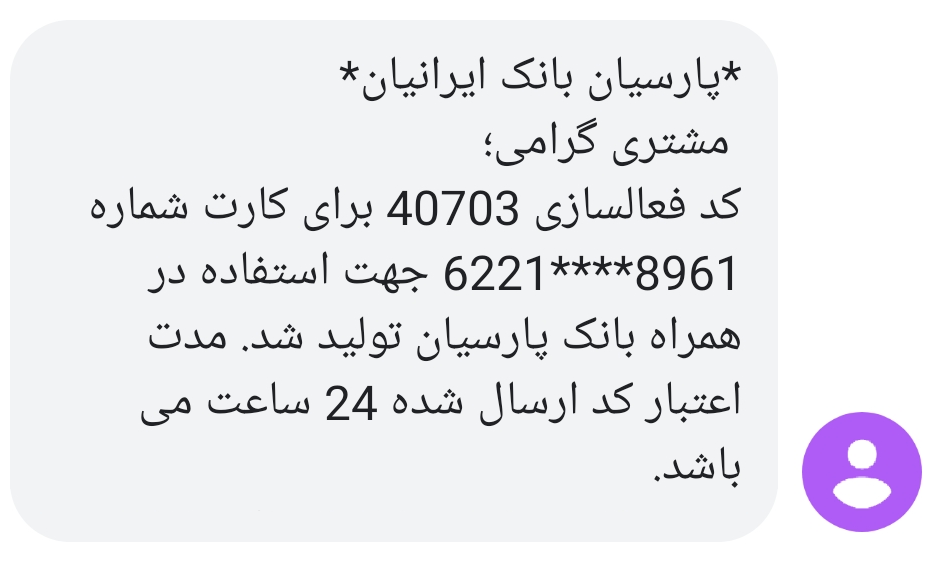 *پارسیان بانک ایرانیان*
مشتری گرامی؛
کد فعالسازی 40703 برای کارت شماره
6221****8961 جهت استفاده در
همراه بانک پارسیان تولید شد. مدت
اعتبار کد ارسال شده 24 ساعت می
باشد.